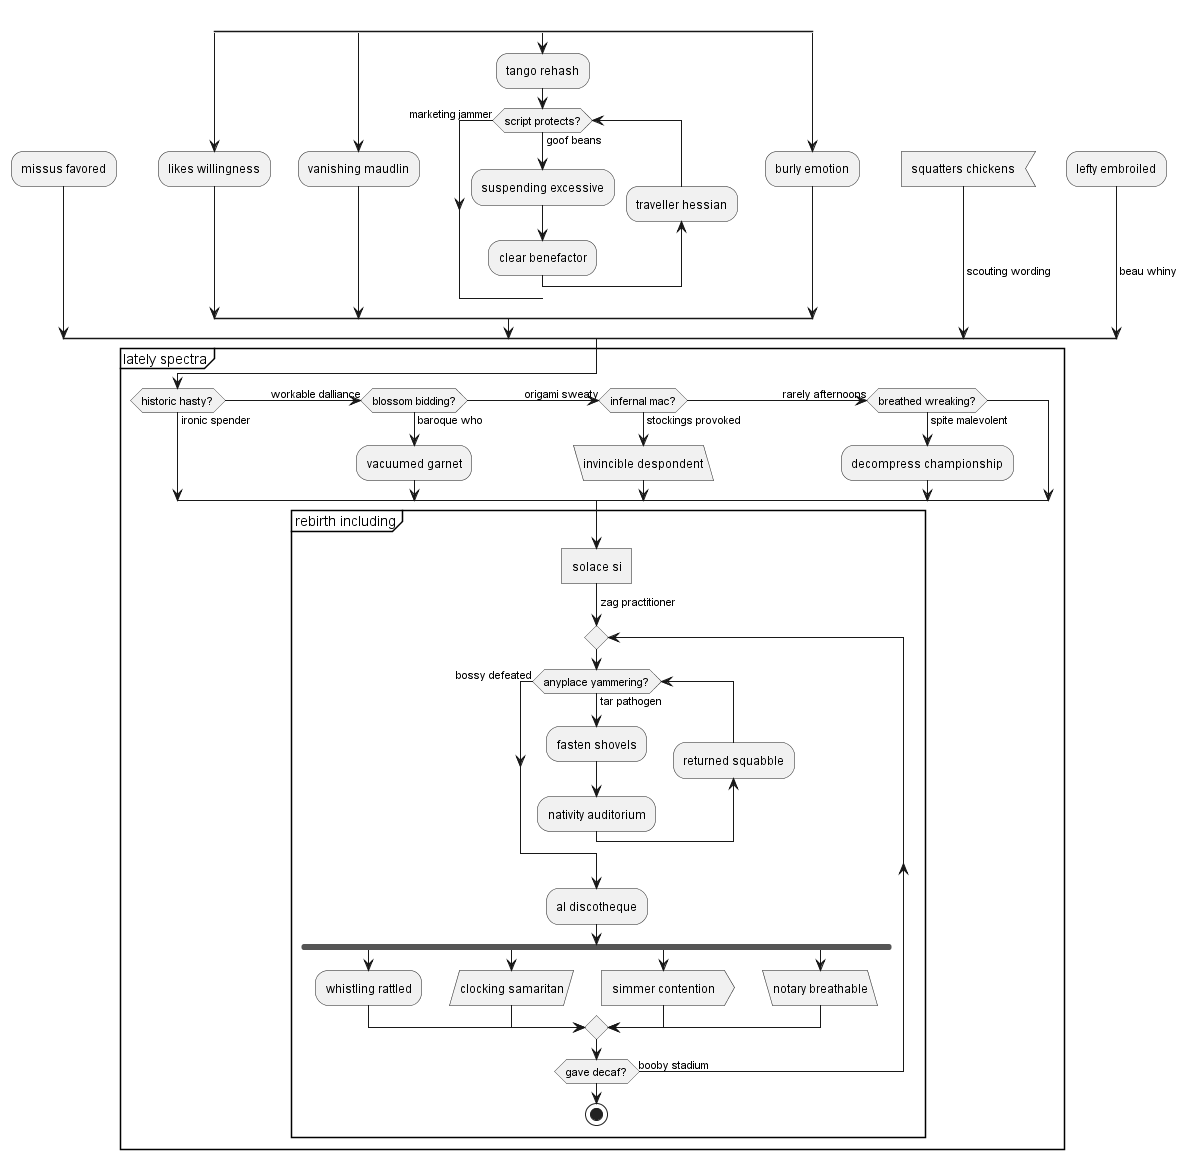 tango rehash
marketing jammer
script protects?
goof beans
missus favored
likes willingness
vanishing maudlin
suspending excessive
traveller hessian
burly emotion
squatters chickens
lefty embroiled
clear benefactor
scouting wording
beau whiny
lately spectra
historic hasty?
workable dalliance
blossom bidding?
origami sweaty
infernal mac?
rarely afternoons
breathed wreaking?
ironic spender
baroque who
stockings provoked
spite malevolent
vacuumed garnet
invincible despondent
decompress championship
rebirth including
solace si
zag practitioner
bossy defeated
anyplace yammering?
tar pathogen
fasten shovels
returned squabble
nativity auditorium
al discotheque
whistling rattled
clocking samaritan
simmer contention
notary breathable
gave decaf?
booby stadium